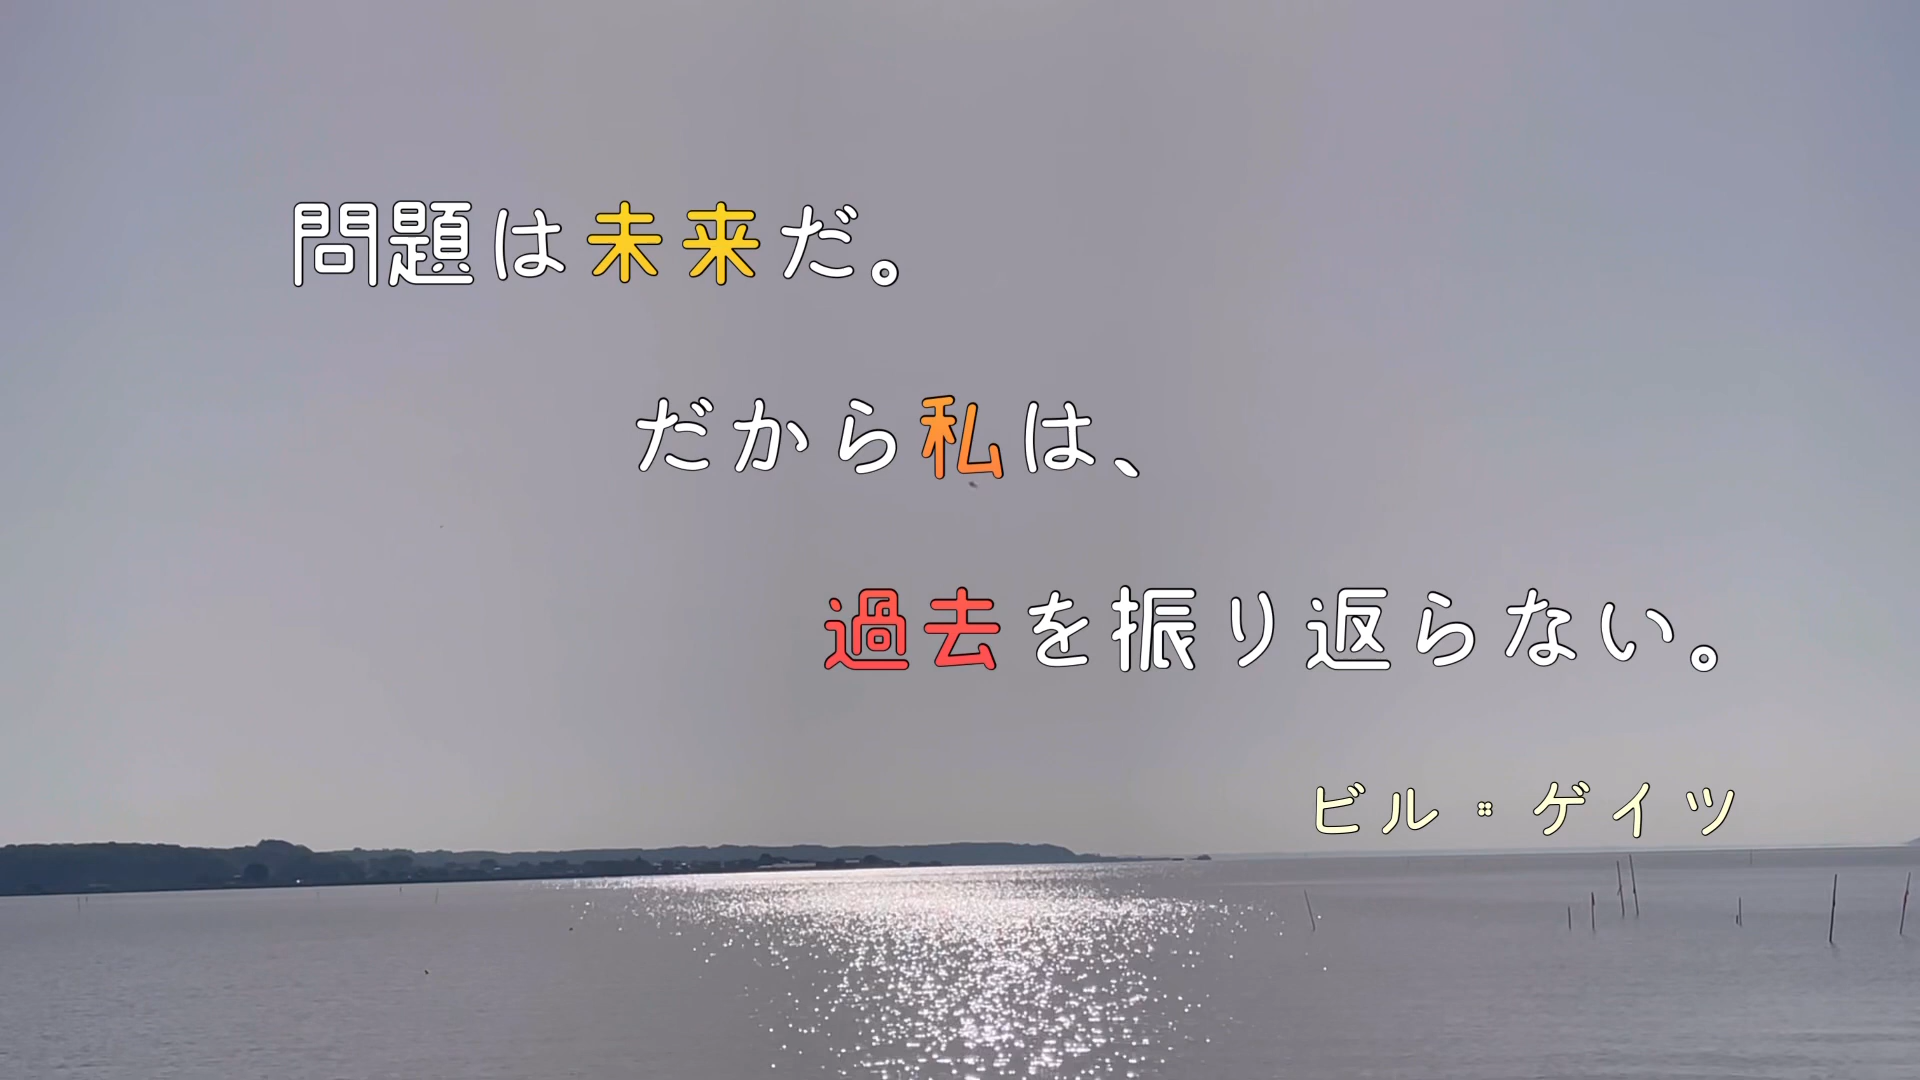 問題は未来だ。
だから私は、
過去を振り返らない。
ビル・ゲイツ